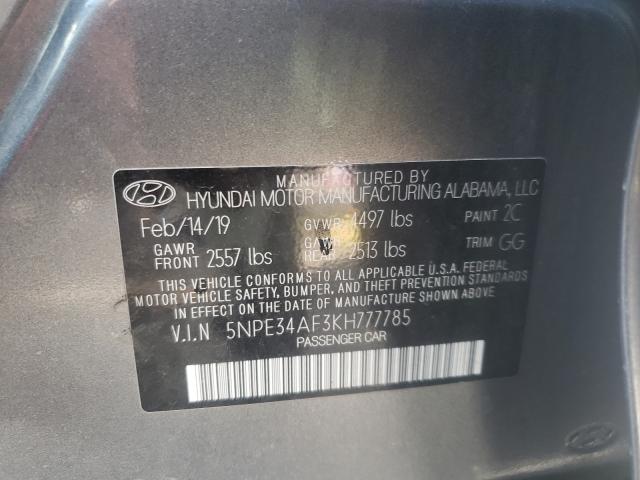 MANUFACTURED BY
HYUNDAI MOTOR MANUFACTURING ALABAMA, LLC
Feb/14/19 GVWR 4497 lbs PAINT 2C
GAWR FRONT 2557 lbs REAR 2513 lbs TRIM GG
THIS VEHICLE CONFORMS TO ALL APPLICABLE U.S.A. FEDERAL
MOTOR VEHICLE SAFETY, BUMPER, AND THEFT PREVENTION STANDARDS
IN EFFECT ON THE DATE OF MANUFACTURE SHOWN ABOVE.
V.I.N 5NPE34AF3KH777785
PASSENGER CAR